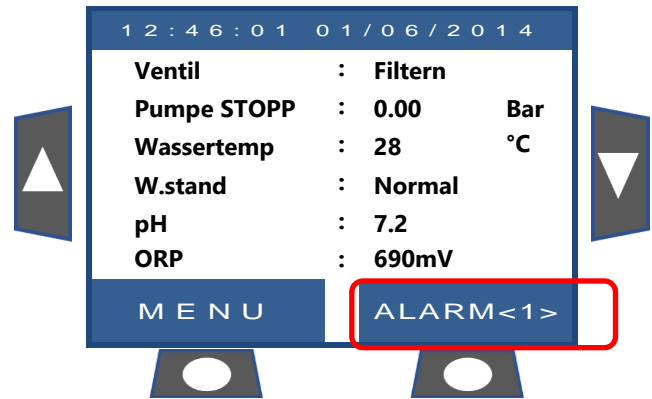 12:46:01 01/06/2014
Ventil : Filtern
Pumpe STOPP : 0.00 Bar
Wassertemp : 28 °C
W.stand : Normal
pH : 7.2
ORP : 690mV
MENU ALARM<1>